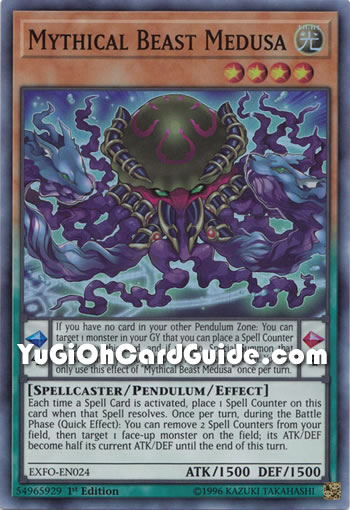 MYTHICAL BEAST MEDUSA
光
If you have no card in your other Pendulum Zone: You can
target 1 monster in your GY that you can place a Spell Counter
YuGiOhCardGuide.com
only use this effect of "Mythical Beast Medusa" once per turn.
[SPELLCASTER/PENDULUM/EFFECT]
Each time a Spell Card is activated, place 1 Spell Counter on this
card when that Spell resolves. Once per turn, during the Battle
Phase (Quick Effect): You can remove 2 Spell Counters from your
field, then target 1 face-up monster on the field; its ATK/DEF
become half its current ATK/DEF until the end of this turn.
EXFO-EN024
ATK/1500 DEF/1500
54965929 1st Edition
©1996 KAZUKI TAKAHASHI